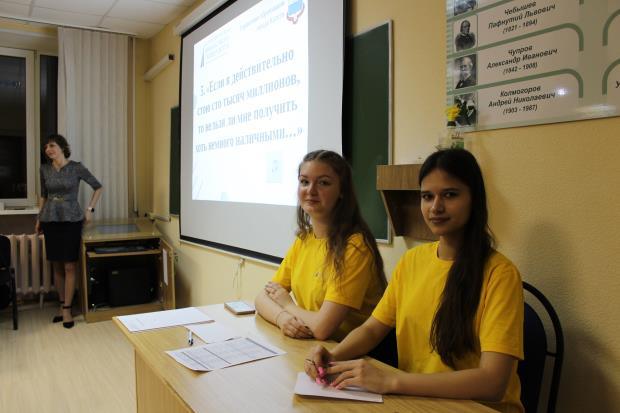 3. «Если я действительно
стою сто тысяч миллионов,
то нельзя ли мне получить
хоть немного наличными…»
Чебышев
Пафнутий Львович
(1821 - 1894)
Чупров
Александр Иванович
(1842 - 1908)
Колмогоров
Андрей Николаевич
(1903 - 1987)